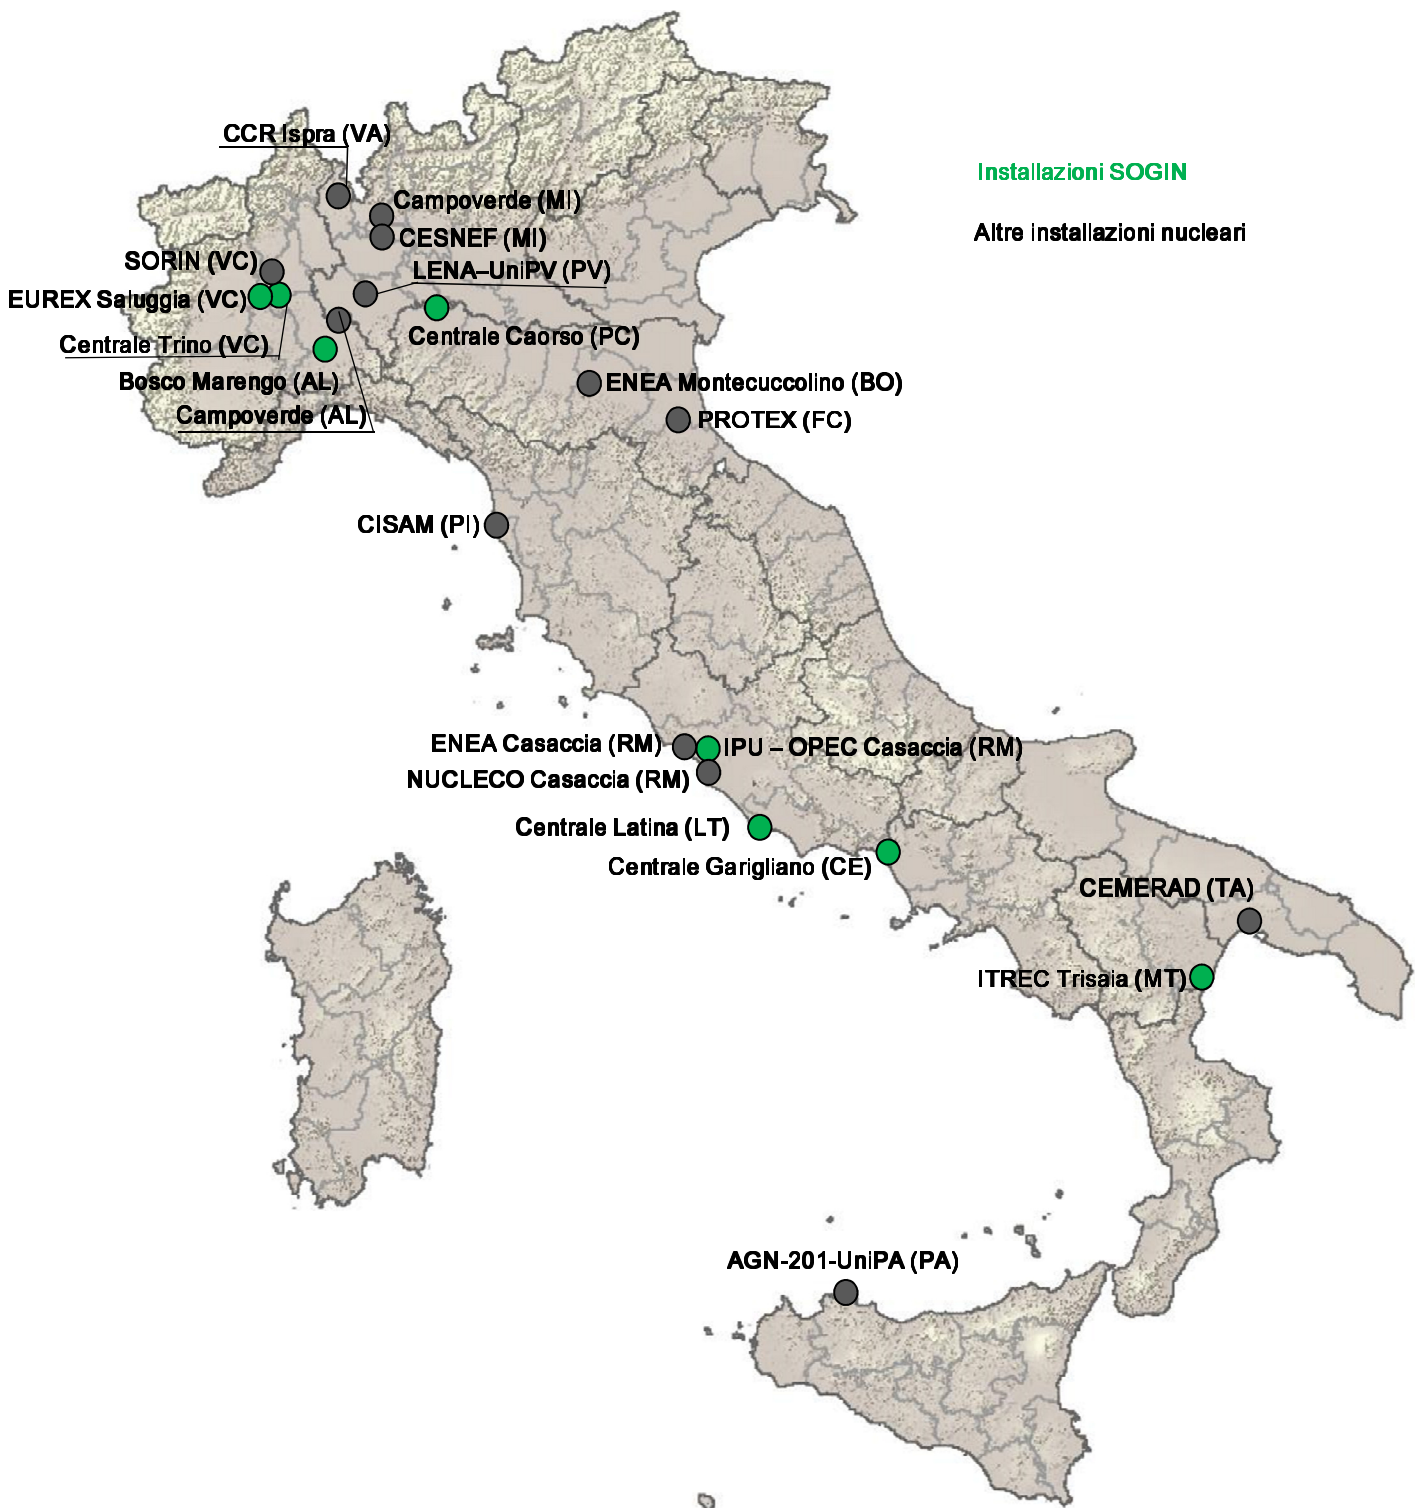 CCR Ispra (VA)
Installazioni SOGIN
Campoverde (MI)
Altre installazioni nucleari
CESNEF (MI)
SORIN (VC)
LENA–UniPV (PV)
EUREX Saluggia (VC)
Centrale Caorso (PC)
Centrale Trino (VC)
Bosco Marengo (AL)
ENEA Montecuccolino (BO)
Campoverde (AL)
PROTEX (FC)
CISAM (PI)
ENEA Casaccia (RM)
IPU – OPEC Casaccia (RM)
NUCLECO Casaccia (RM)
Centrale Latina (LT)
Centrale Garigliano (CE)
CEMERAD (TA)
ITREC Trisaia (MT)
AGN-201-UniPA (PA)